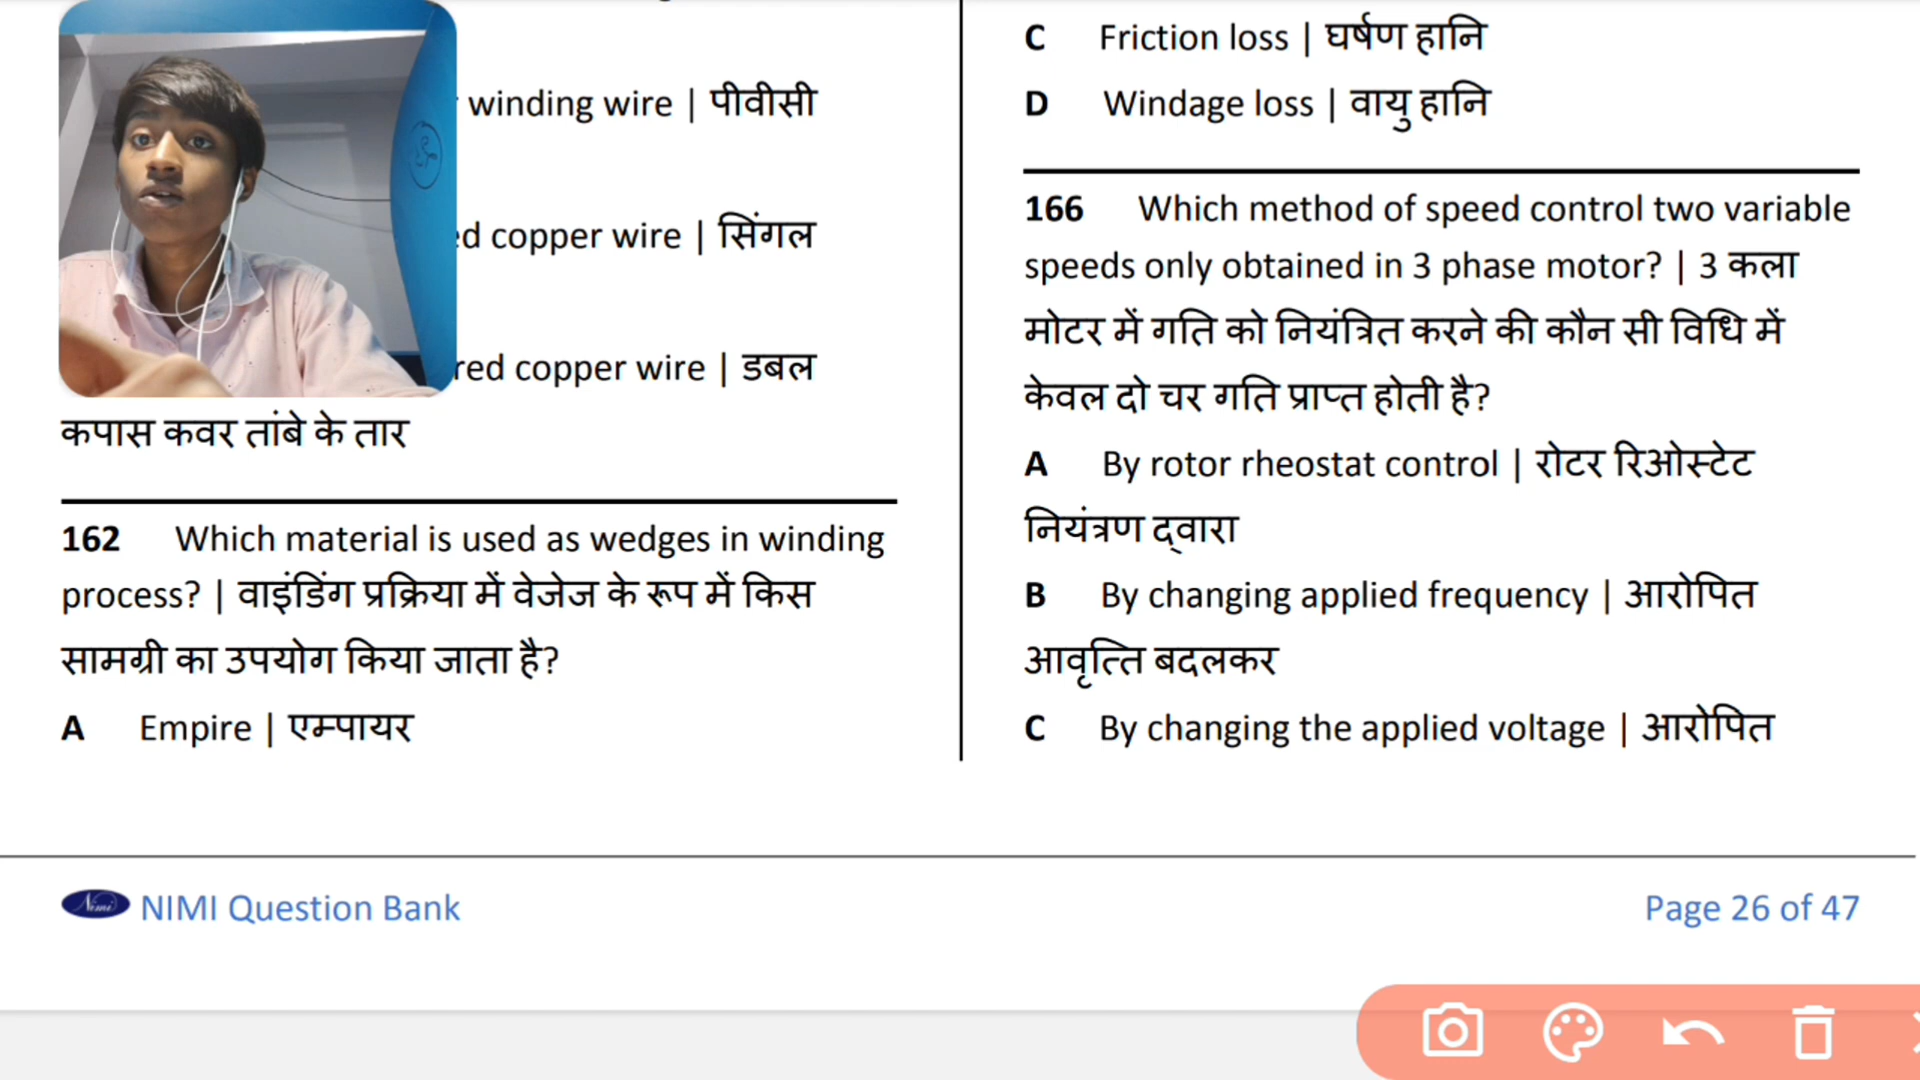 winding wire | पीवीसी
copper wire | सिंगल
copper wire | डबल
कपास कवर तांबे के तार
162 Which material is used as wedges in winding
process? | वाइंडिंग प्रक्रिया में वेजेज के रूप में किस
सामग्री का उपयोग किया जाता है?
A Empire | एम्पायर
C Friction loss | घर्षण हानि
D Windage loss | वायु हानि
166 Which method of speed control two variable
speeds only obtained in 3 phase motor? | 3 कला
मोटर में गति को नियंत्रित करने की कौन सी विधि में
केवल दो चर गति प्राप्त होती है?
A By rotor rheostat control | रोटर रिओस्टेट
नियंत्रण द्वारा
B By changing applied frequency | आरोपित
आवृत्ति बदलकर
C By changing the applied voltage | आरोपित
Nimi NIMI Question Bank
Page 26 of 47